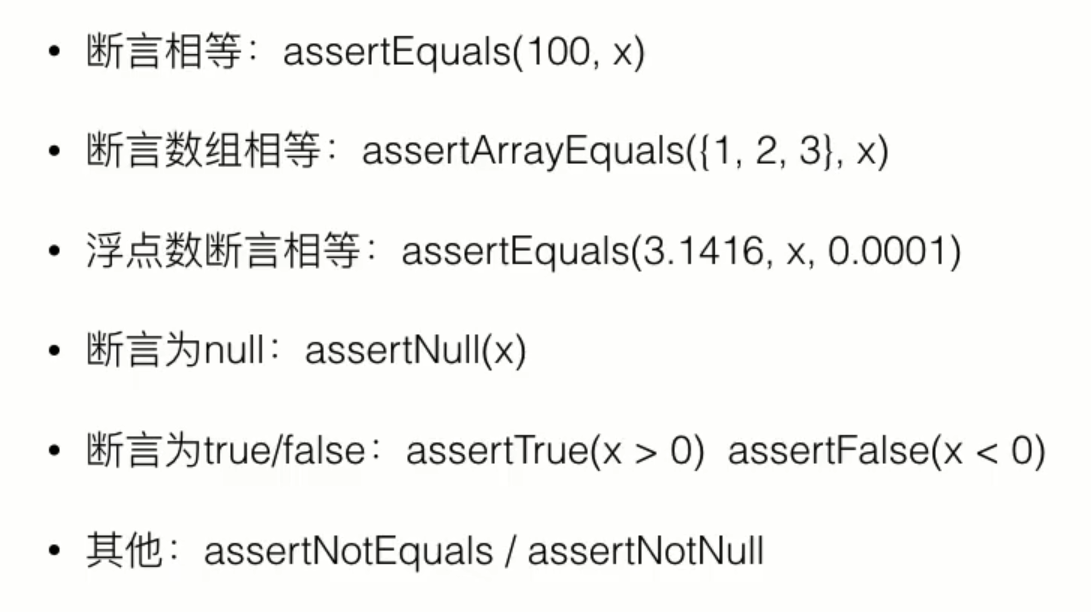 • 断言相等：assertEquals(100, x)
• 断言数组相等：assertArrayEquals({1, 2, 3}, x)
• 浮点数断言相等：assertEquals(3.1416, x, 0.0001)
• 断言为null：assertNull(x)
• 断言为true/false：assertTrue(x > 0)  assertFalse(x < 0)
• 其他：assertNotEquals / assertNotNull